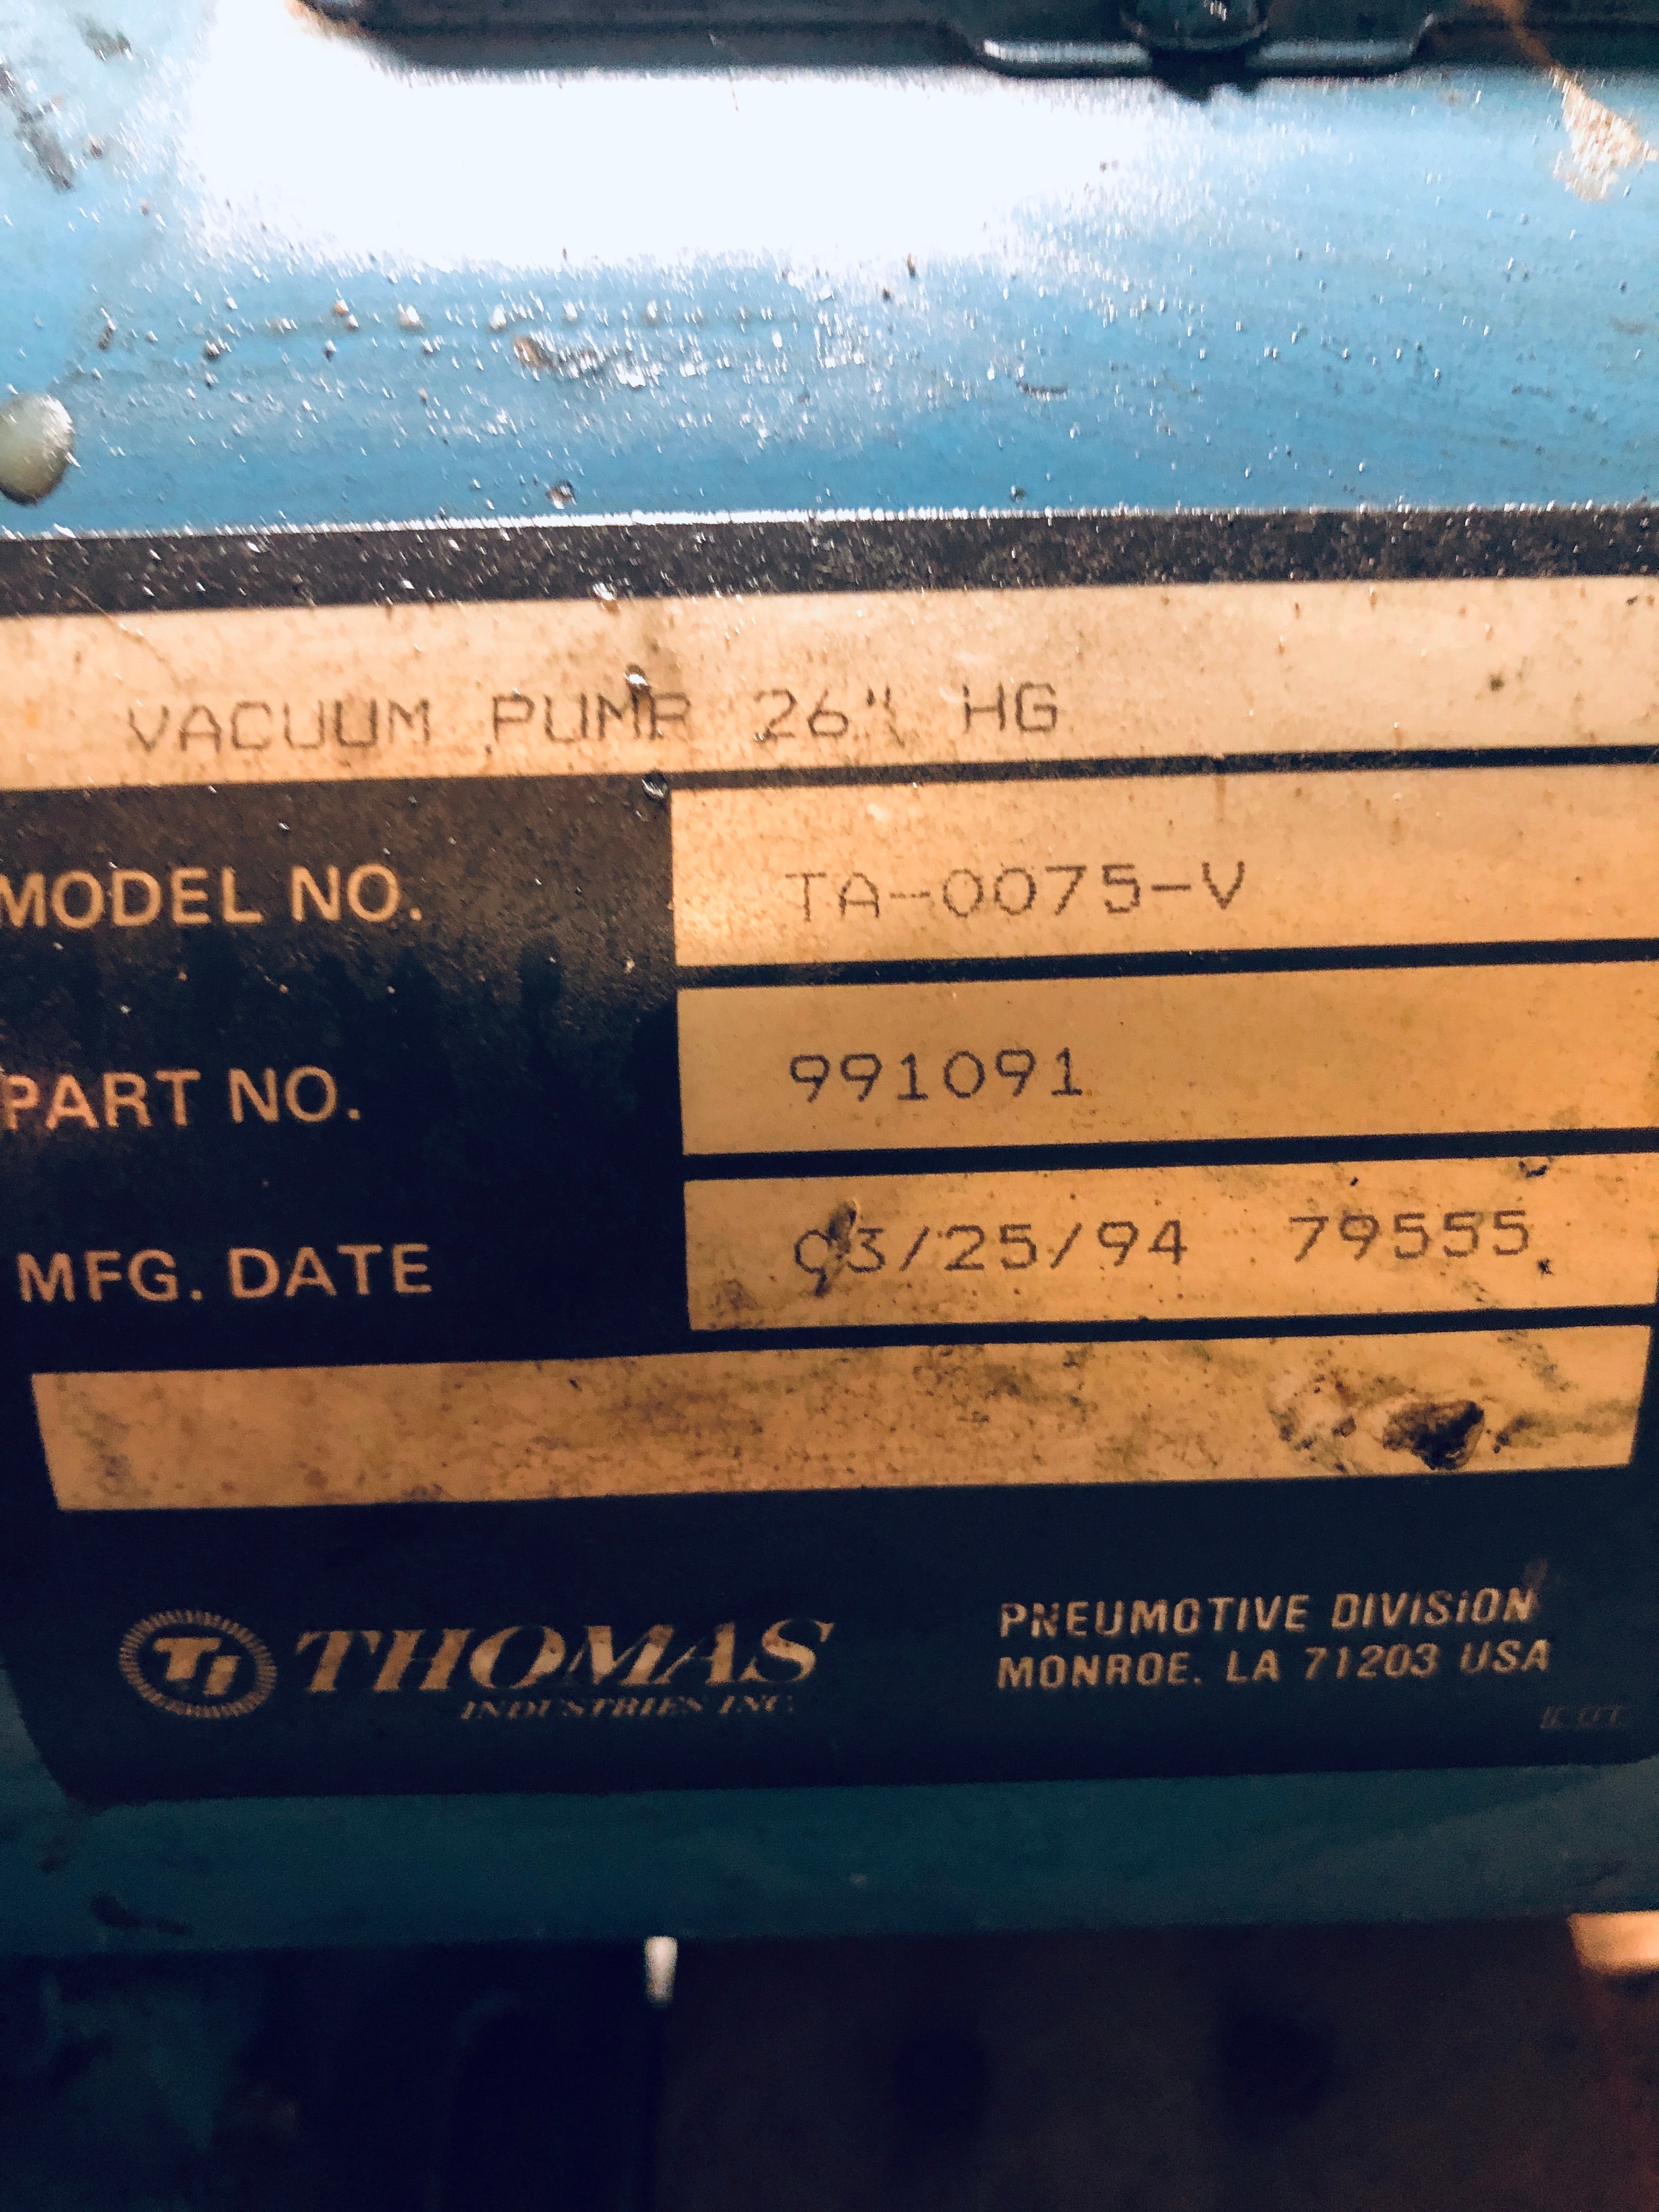 VACUUM PUMP 26" HG
MODEL NO. TA-0075-V
PART NO. 991091
MFG. DATE 03/25/94 79555
TI THOMAS
INDUSTRIES INC.
PNEUMOTIVE DIVISION
MONROE, LA 71203 USA